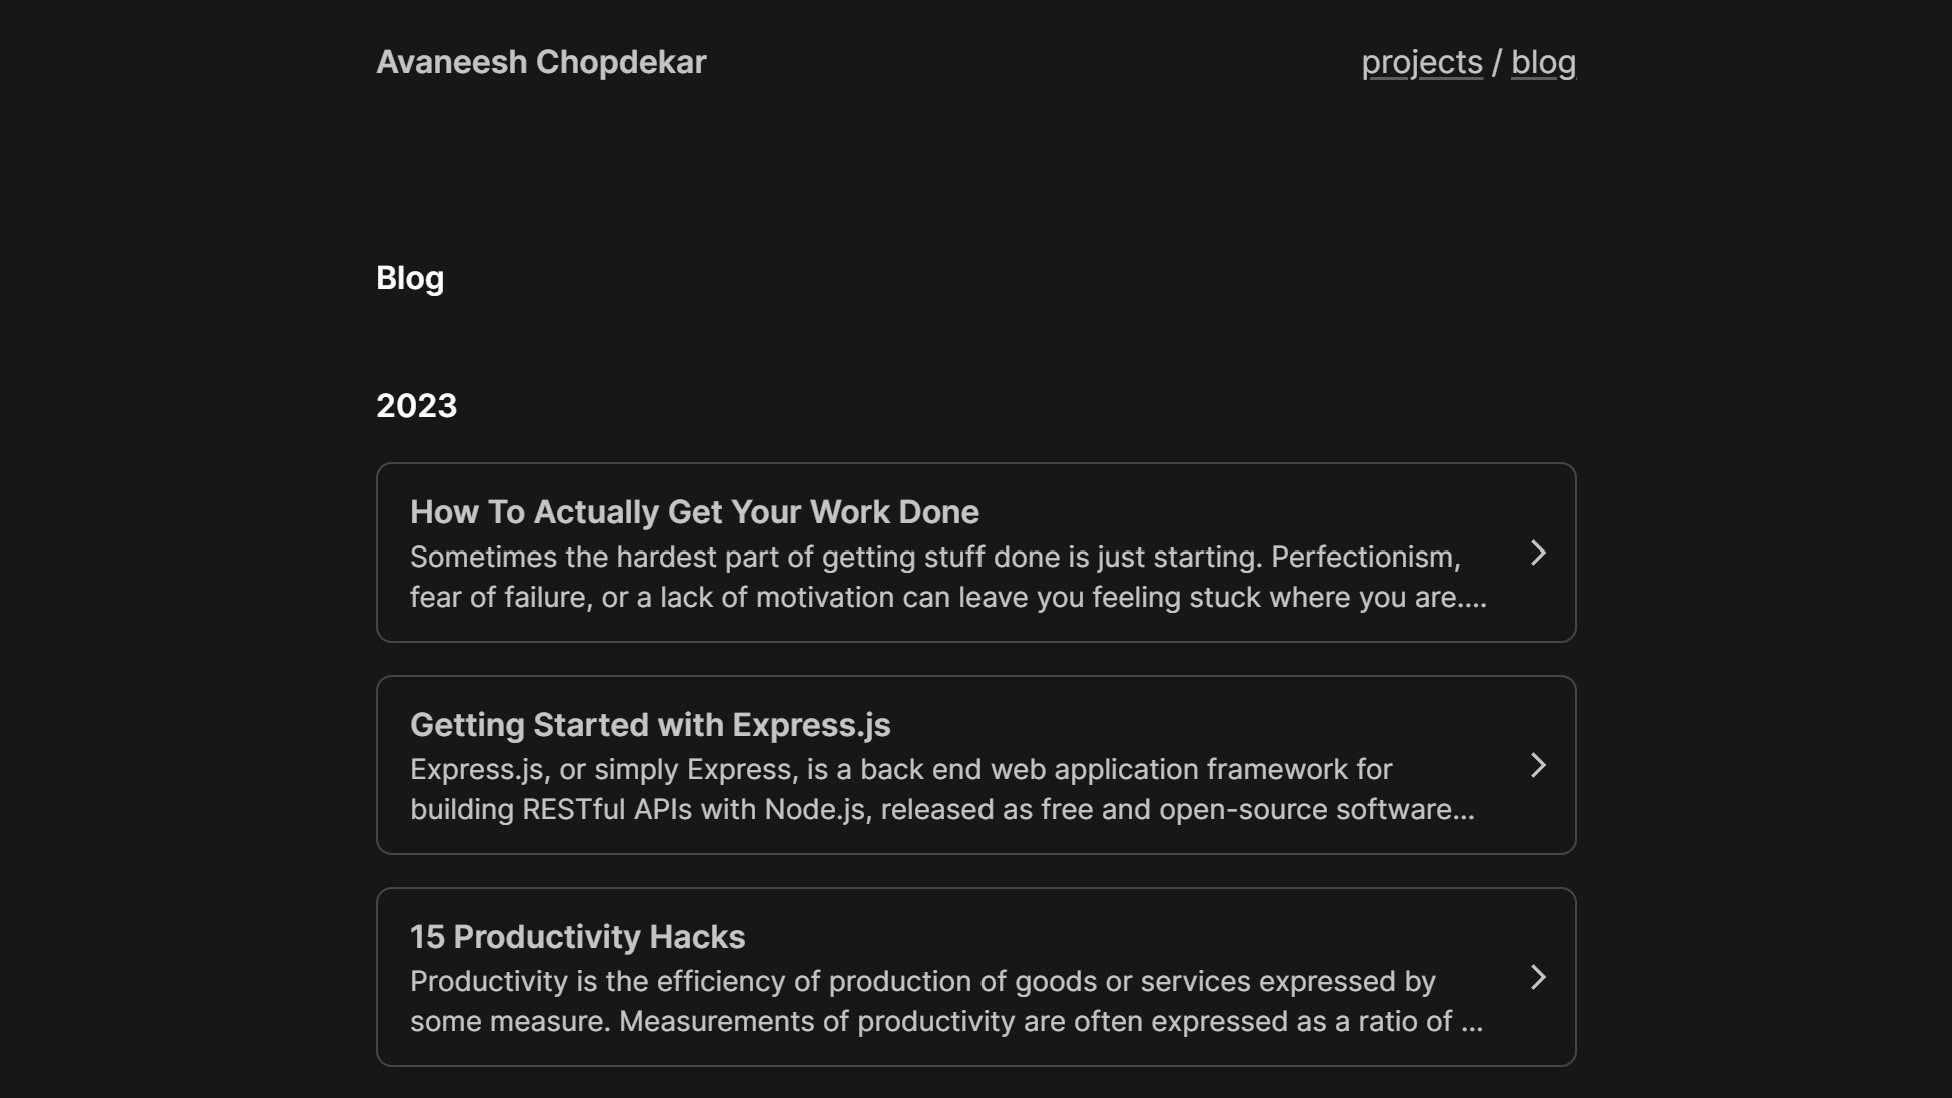 Avaneesh Chopdekar
projects / blog
Blog
2023
How To Actually Get Your Work Done
Sometimes the hardest part of getting stuff done is just starting. Perfectionism,
fear of failure, or a lack of motivation can leave you feeling stuck where you are....
Getting Started with Express.js
Express.js, or simply Express, is a back end web application framework for
building RESTful APIs with Node.js, released as free and open-source software...
15 Productivity Hacks
Productivity is the efficiency of production of goods or services expressed by
some measure. Measurements of productivity are often expressed as a ratio of ...